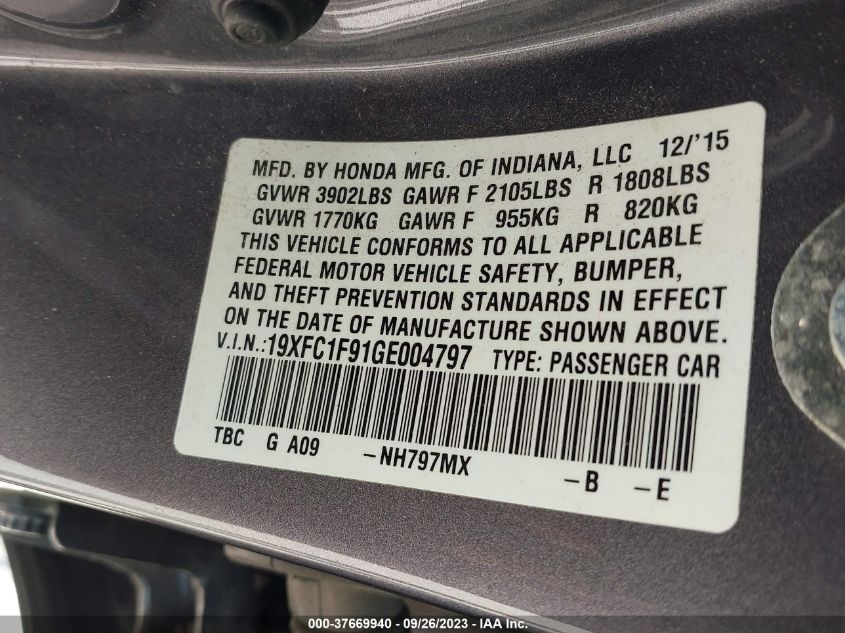 MFD. BY HONDA MFG. OF INDIANA, LLC 12/'15
GVWR 3902LBS GAWR F 2105LBS R 1808LBS
GVWR 1770KG GAWR F 955KG R 820KG
THIS VEHICLE CONFORMS TO ALL APPLICABLE
FEDERAL MOTOR VEHICLE SAFETY, BUMPER,
AND THEFT PREVENTION STANDARDS IN EFFECT
ON THE DATE OF MANUFACTURE SHOWN ABOVE.
V.I.N.:19XFC1F91GE004797 TYPE: PASSENGER CAR
TBC G A09 -NH797MX -B -E
000-37669940 - 09/26/2023 - IAA Inc.